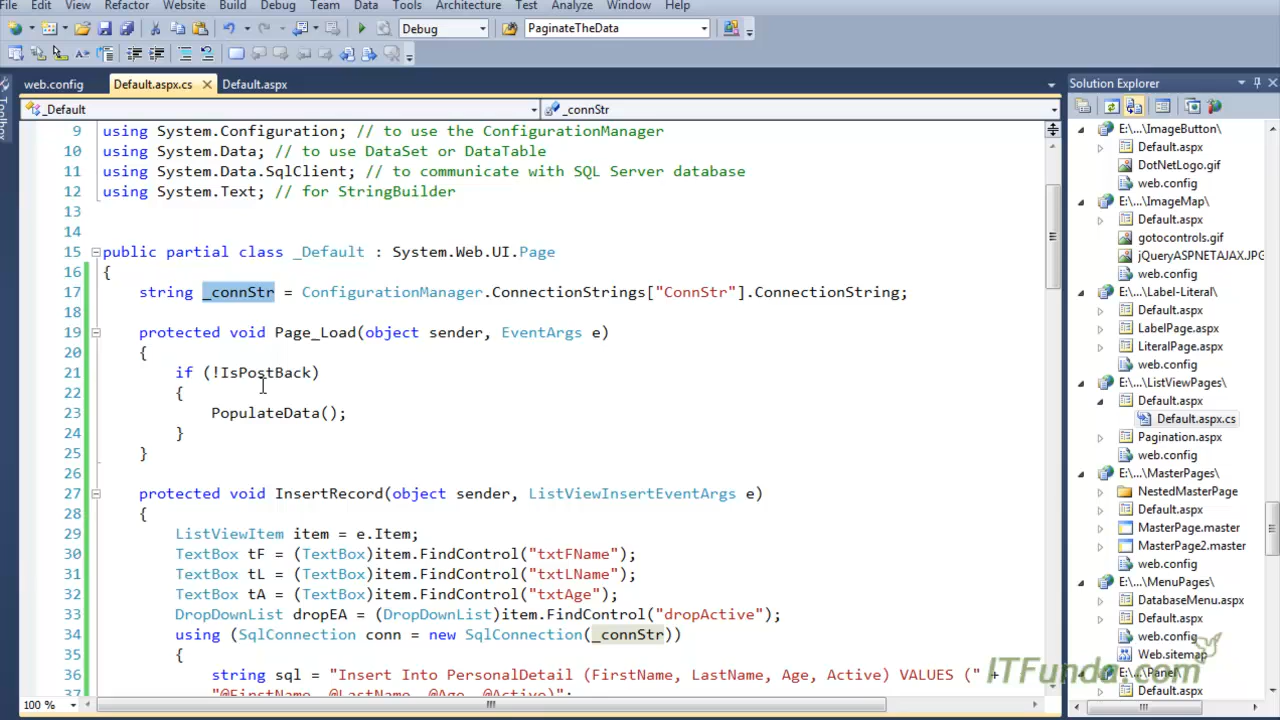 File Edit View Refactor Website Build Debug Team Data Tools Architecture Test Analyze Window Help
Debug PaginateTheData
web.config Default.aspx.cs Default.aspx
Solution Explorer
_Default _connStr
Toolbox
9 using System.Configuration; // to use the ConfigurationManager
10 using System.Data; // to use DataSet or DataTable
11 using System.Data.SqlClient; // to communicate with SQL Server database
12 using System.Text; // for StringBuilder
13
14
15 public partial class _Default : System.Web.UI.Page
16 {
17 string _connStr = ConfigurationManager.ConnectionStrings["ConnStr"].ConnectionString;
18
19 protected void Page_Load(object sender, EventArgs e)
20 {
21 if (!IsPostBack)
22 {
23 PopulateData();
24 }
25 }
26
27 protected void InsertRecord(object sender, ListViewInsertEventArgs e)
28 {
29 ListViewItem item = e.Item;
30 TextBox tF = (TextBox)item.FindControl("txtFName");
31 TextBox tL = (TextBox)item.FindControl("txtLName");
32 TextBox tA = (TextBox)item.FindControl("txtAge");
33 DropDownList dropEA = (DropDownList)item.FindControl("dropActive");
34 using (SqlConnection conn = new SqlConnection(_connStr))
35 {
36 string sql = "Insert Into PersonalDetail (FirstName, LastName, Age, Active) VALUES (" +
37 "@FirstName, @LastName, @Age, @Active)";
100 %
E:\...\ImageButton\
Default.aspx
DotNetLogo.gif
web.config
E:\...\ImageMap\
Default.aspx
gotocontrols.gif
jQueryASPNETAJAX.JPG
web.config
E:\...\Label-Literal\
Default.aspx
LabelPage.aspx
LiteralPage.aspx
web.config
E:\...\ListViewPages\
Default.aspx
Default.aspx.cs
Pagination.aspx
web.config
E:\...\MasterPages\
NestedMasterPage
Default.aspx
MasterPage.master
MasterPage2.master
web.config
E:\...\MenuPages\
DatabaseMenu.aspx
Default.aspx
web.config
Web.sitemap
E:\...\Panel\
Default.aspx
ITFunda.com